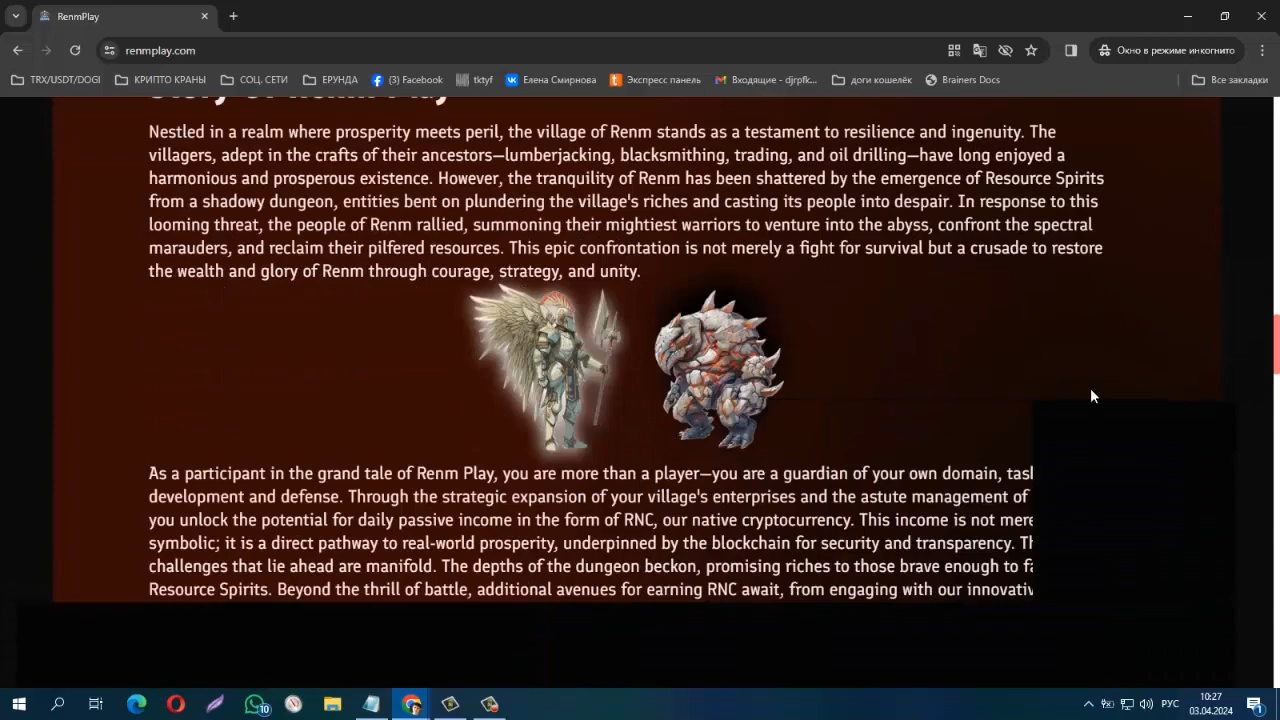 RenmPlay
renmplay.com
Окно в режиме инкогнито
TRX/USDT/DOGI
КРИПТО КРАНЫ
СОЦ. СЕТИ
ЕРУНДА
(3) Facebook
tktyf
Елена Смирнова
Экспресс панель
Входящие - djrpfk...
доги кошелёк
Brainers Docs
Все закладки
Nestled in a realm where prosperity meets peril, the village of Renm stands as a testament to resilience and ingenuity. The
villagers, adept in the crafts of their ancestors—lumberjacking, blacksmithing, trading, and oil drilling—have long enjoyed a
harmonious and prosperous existence. However, the tranquility of Renm has been shattered by the emergence of Resource Spirits
from a shadowy dungeon, entities bent on plundering the village's riches and casting its people into despair. In response to this
looming threat, the people of Renm rallied, summoning their mightiest warriors to venture into the abyss, confront the spectral
marauders, and reclaim their pilfered resources. This epic confrontation is not merely a fight for survival but a crusade to restore
the wealth and glory of Renm through courage, strategy, and unity.
As a participant in the grand tale of Renm Play, you are more than a player—you are a guardian of your own domain, task
development and defense. Through the strategic expansion of your village's enterprises and the astute management of
you unlock the potential for daily passive income in the form of RNC, our native cryptocurrency. This income is not mere
symbolic; it is a direct pathway to real-world prosperity, underpinned by the blockchain for security and transparency.
challenges that lie ahead are manifold. The depths of the dungeon beckon, promising riches to those brave enough to
Resource Spirits. Beyond the thrill of battle, additional avenues for earning RNC await, from engaging with our innovativ
10
РУС
10:27
03.04.2024